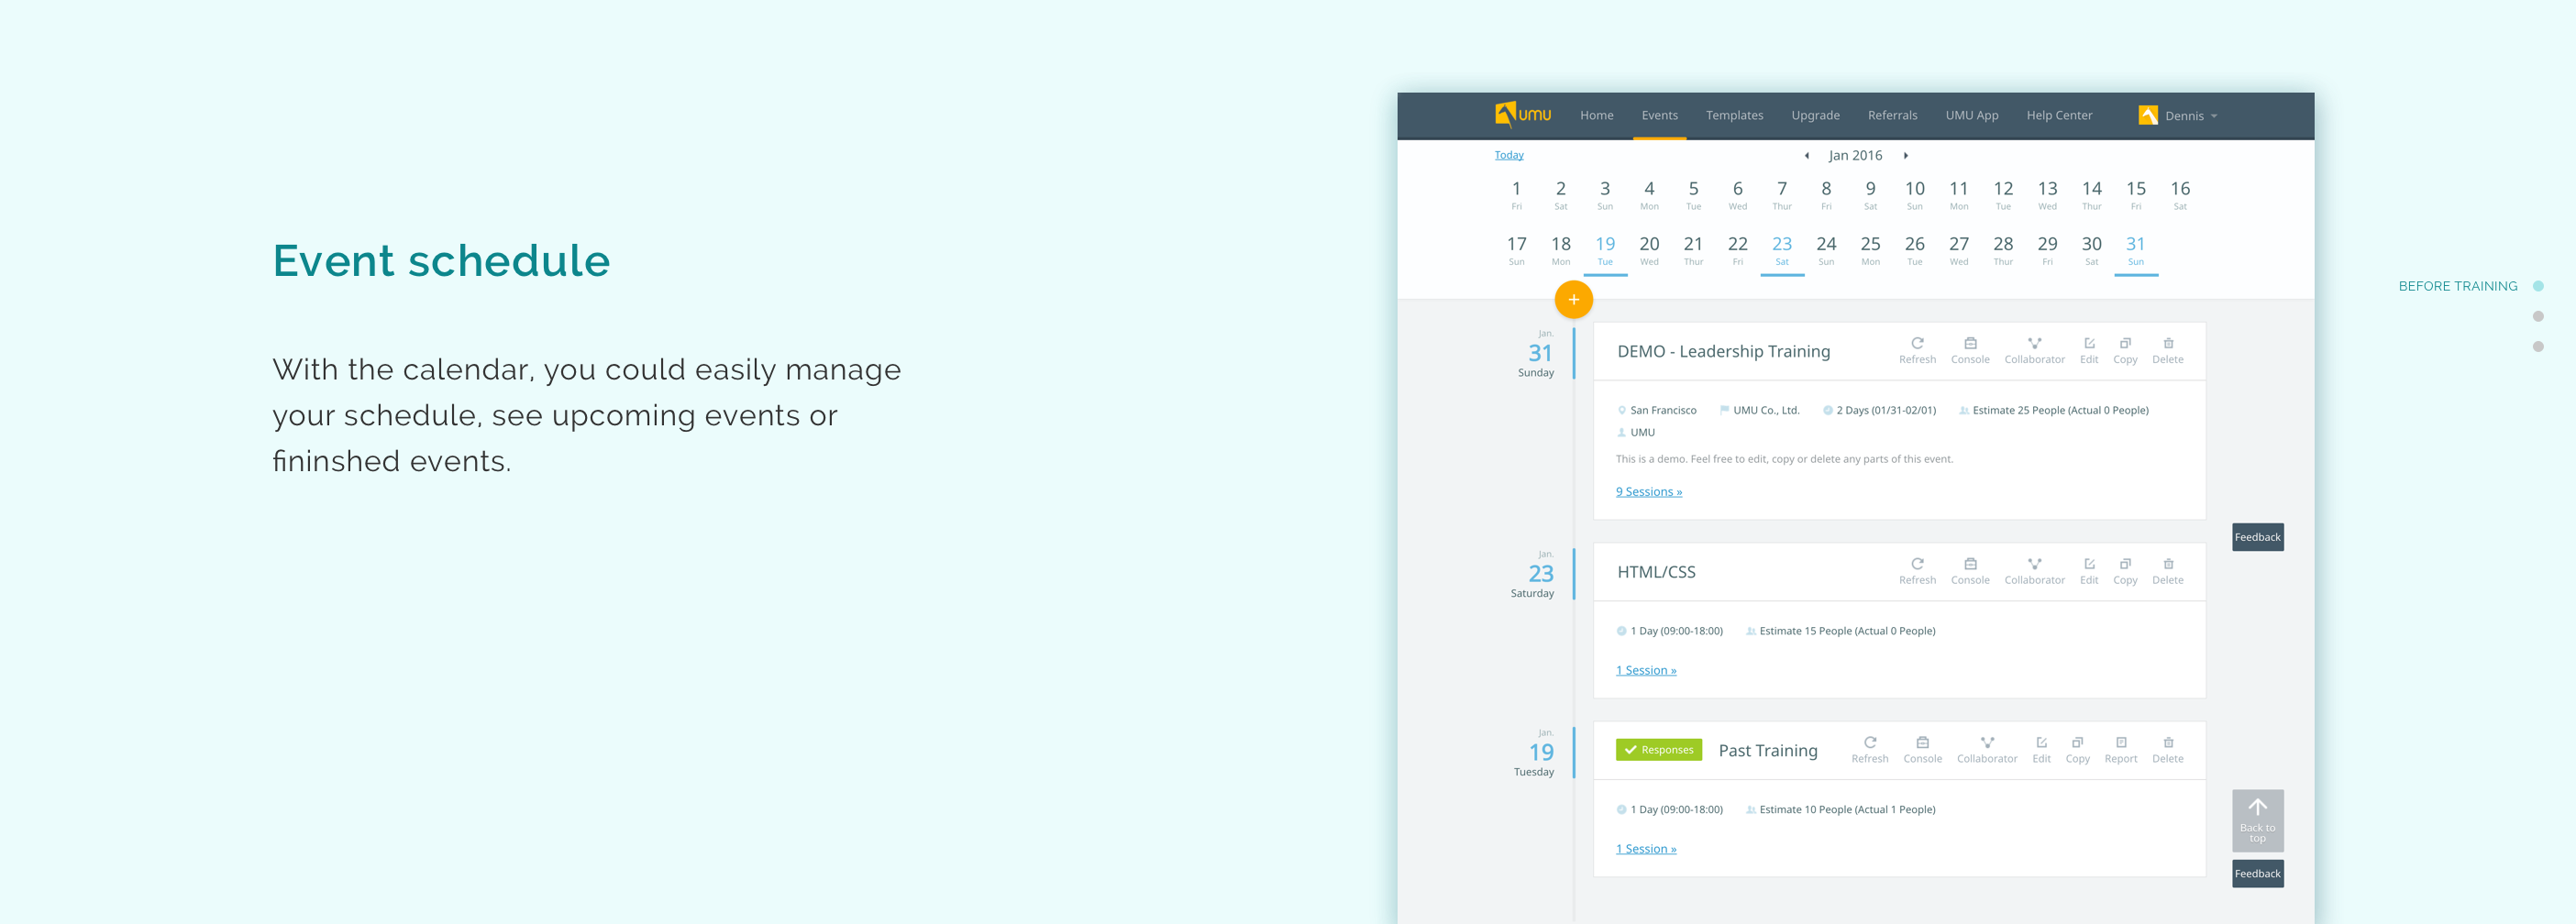 Event schedule
With the calendar, you could easily manage
your schedule, see upcoming events or
fininshed events.
umu Home Events Templates Upgrade Referrals UMU App Help Center Dennis
Today Jan 2016
1 2 3 4 5 6 7 8 9 10 11 12 13 14 15 16
Fri Sat Sun Mon Tue Wed Thur Fri Sat Sun Mon Tue Wed Thur Fri Sat
17 18 19 20 21 22 23 24 25 26 27 28 29 30 31
Sun Mon Tue Wed Thur Fri Sat Sun Mon Tue Wed Thur Fri Sat Sun
+
Jan.
31
Sunday
DEMO - Leadership Training
Refresh Console Collaborator Edit Copy Delete
San Francisco UMU Co., Ltd. 2 Days (01/31-02/01) Estimate 25 People (Actual 0 People)
UMU
This is a demo. Feel free to edit, copy or delete any parts of this event.
9 Sessions »
Feedback
Jan.
23
Saturday
HTML/CSS
Refresh Console Collaborator Edit Copy Delete
1 Day (09:00-18:00) Estimate 15 People (Actual 0 People)
1 Session »
Jan.
19
Tuesday
Responses Past Training
Refresh Console Collaborator Edit Copy Report Delete
1 Day (09:00-18:00) Estimate 10 People (Actual 1 People)
1 Session »
Back to
top
Feedback
BEFORE TRAINING